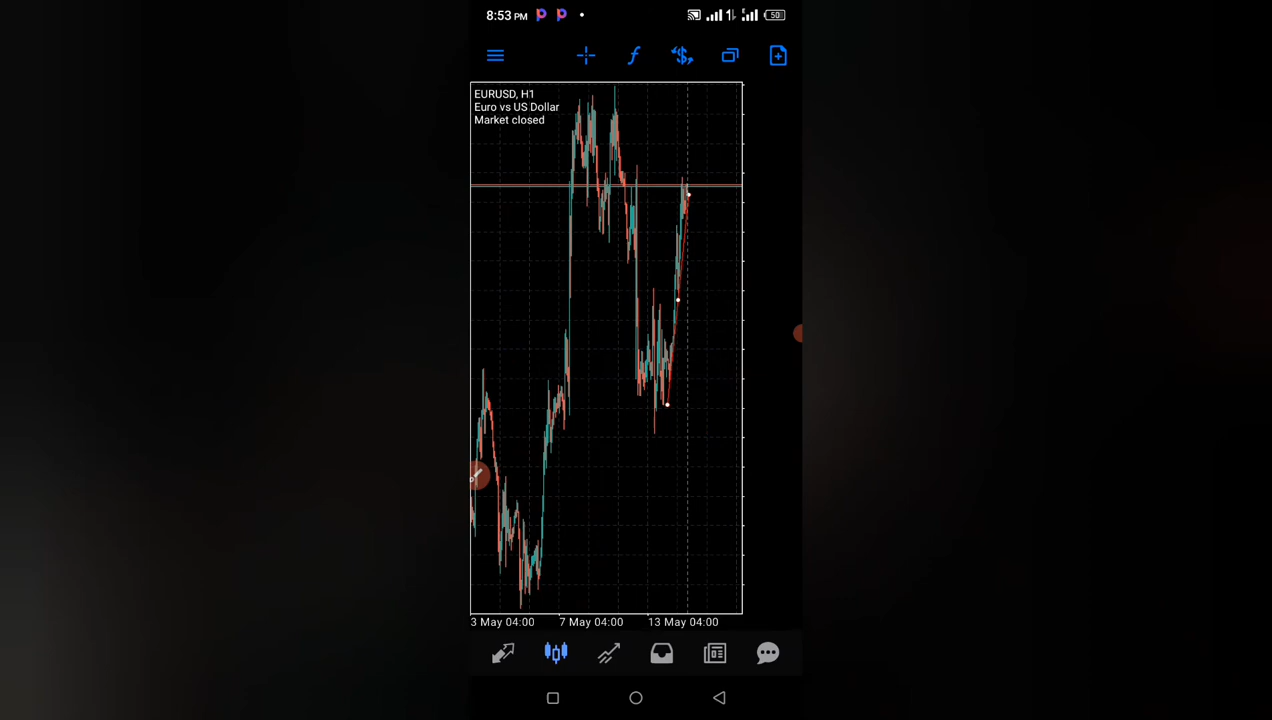 8:53 PM
50
EURUSD, H1
Euro vs US Dollar
Market closed
3 May 04:00 7 May 04:00 13 May 04:00